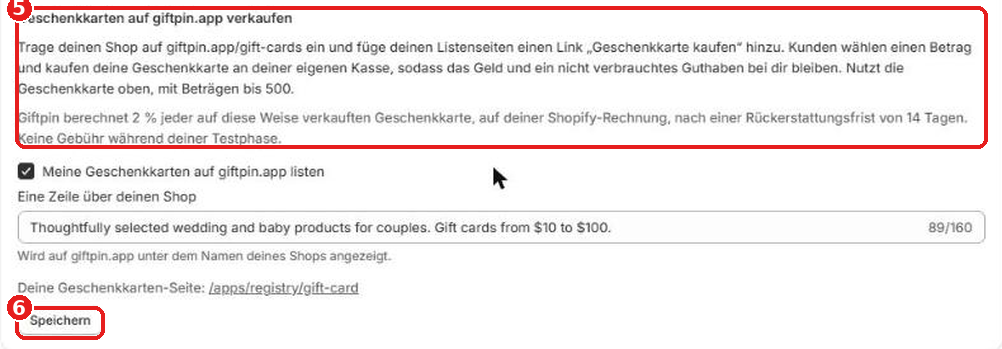 5
Geschenkkarten auf giftpin.app verkaufen
Trage deinen Shop auf giftpin.app/gift-cards ein und füge deinen Listenseiten einen Link „Geschenkkarte kaufen“ hinzu. Kunden wählen einen Betrag
und kaufen deine Geschenkkarte an deiner eigenen Kasse, sodass das Geld und ein nicht verbrauchtes Guthaben bei dir bleiben. Nutzt die
Geschenkkarte oben, mit Beträgen bis 500.
Giftpin berechnet 2 % jeder auf diese Weise verkauften Geschenkkarte, auf deiner Shopify-Rechnung, nach einer Rückerstattungsfrist von 14 Tagen.
Keine Gebühr während deiner Testphase.
Meine Geschenkkarten auf giftpin.app listen
Eine Zeile über deinen Shop
Thoughtfully selected wedding and baby products for couples. Gift cards from $10 to $100. 89/160
Wird auf giftpin.app unter dem Namen deines Shops angezeigt.
Deine Geschenkkarten-Seite: /apps/registry/gift-card
6
Speichern